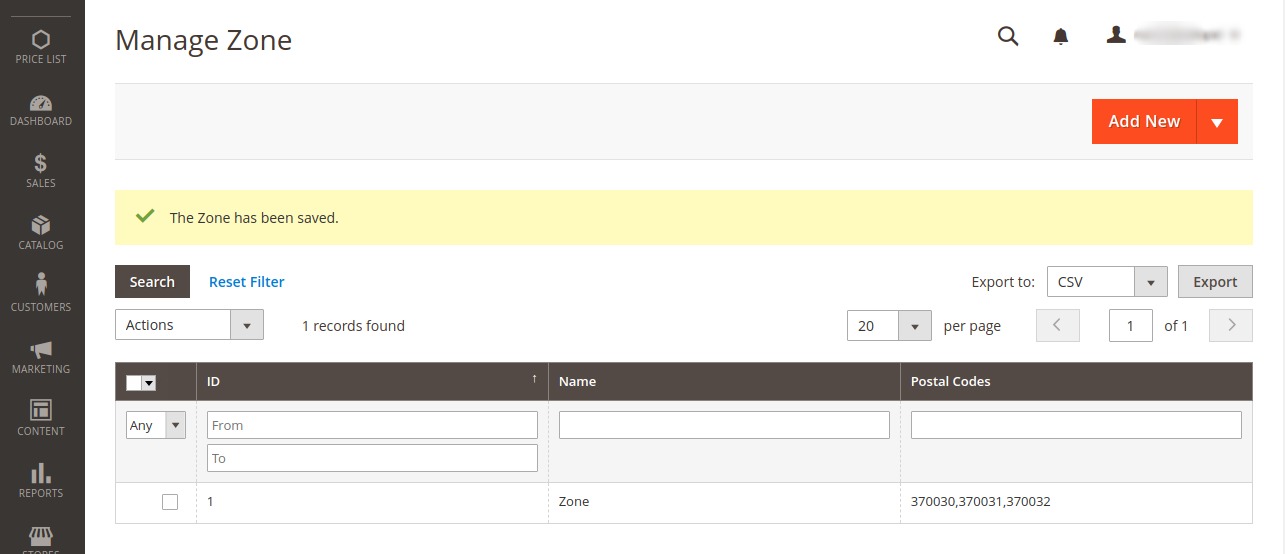 Manage Zone
PRICE LIST
DASHBOARD
SALES
CATALOG
CUSTOMERS
MARKETING
CONTENT
REPORTS
STORES
Add New
The Zone has been saved.
Search Reset Filter Export to: CSV Export
Actions 1 records found 20 per page 1 of 1
ID ↑ Name Postal Codes
Any From
To
1 Zone 370030,370031,370032